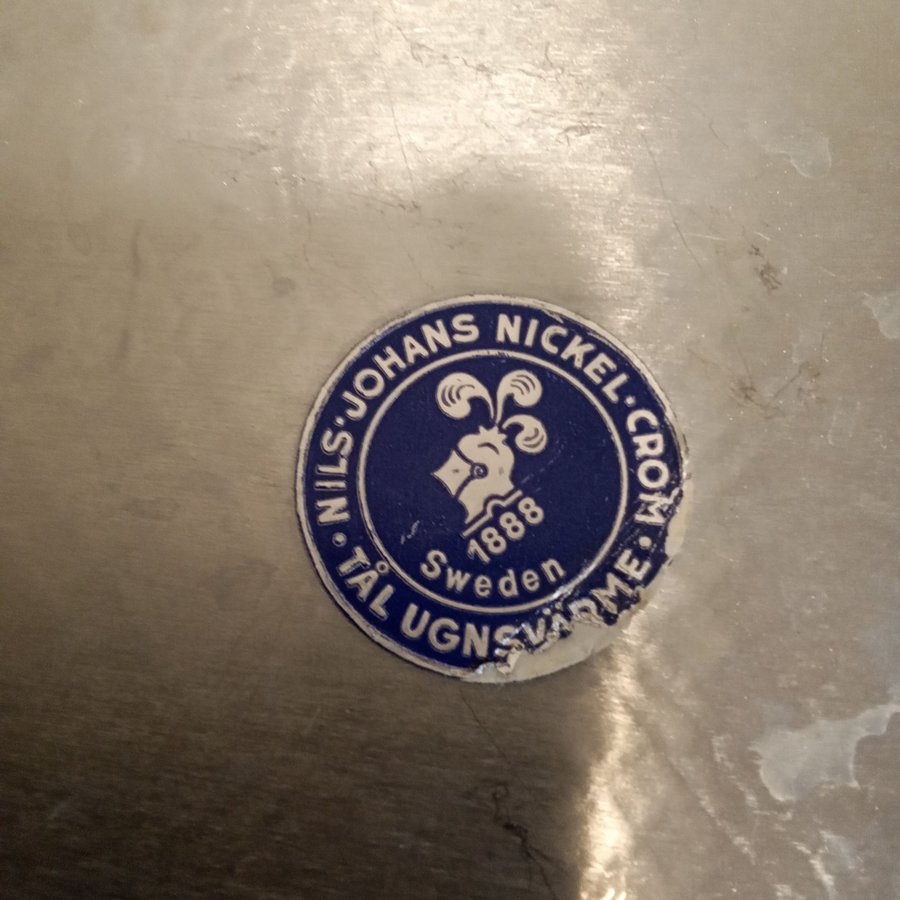 NILS·JOHANS NICKEL·CROM
1888
Sweden
TÅL UGNSVÄRME